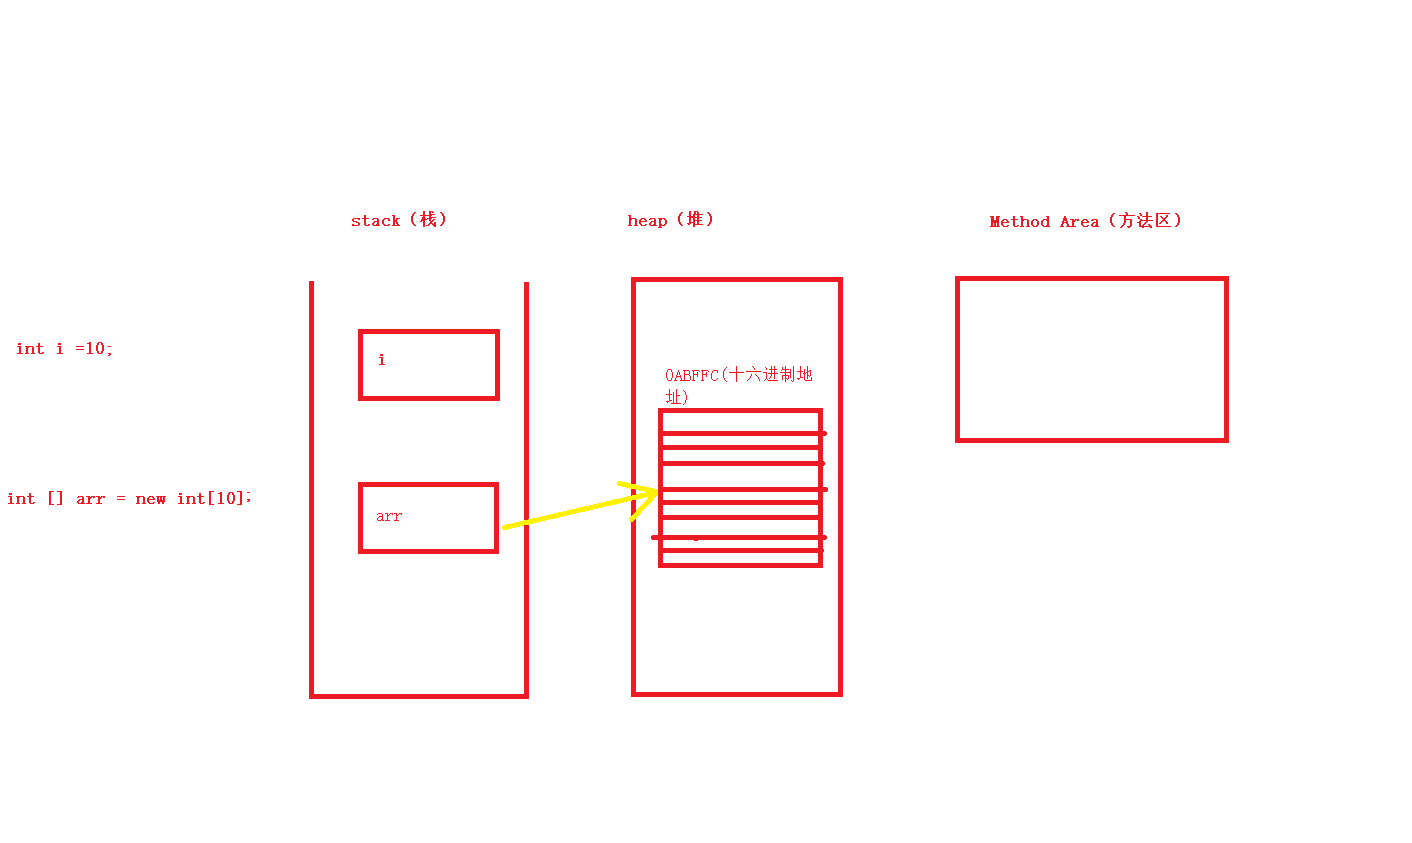 stack（栈）
heap（堆）
Method Area（方法区）
int i =10;
i
0ABFFC(十六进制地
址)
int [] arr = new int[10];
arr